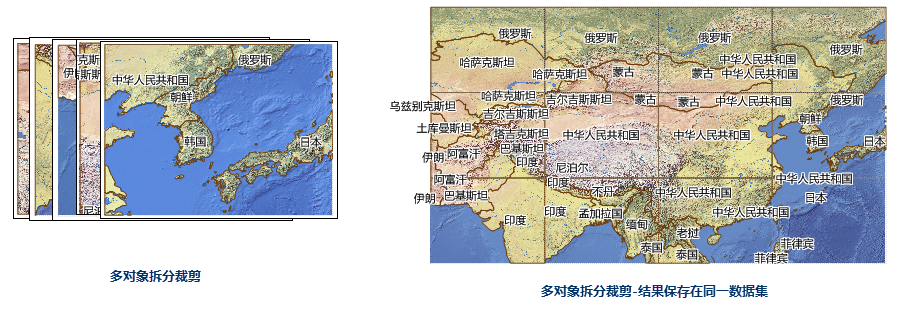 俄罗斯
中华人民共和国
朝鲜
韩国
日本
多对象拆分裁剪
俄罗斯
俄罗斯
俄罗斯
俄罗斯
哈萨克斯坦
哈萨克斯坦
蒙古
蒙古
中华人民共和国
中华人民共和国
乌兹别克斯坦
哈萨克斯坦
吉尔吉斯斯坦
蒙古
蒙古
中华人民共和国
俄罗斯
吉尔吉斯斯坦
朝鲜
土库曼斯坦
塔吉克斯坦
中华人民共和国
中华人民共和国
韩国
日本
伊朗
阿富汗
巴基斯坦
印度
尼泊尔
阿富汗
印度
不丹
中华人民共和国
中华人民共和国
伊朗
巴基斯坦
印度
印度
孟加拉国
缅甸
中华人民共和国
日本
老挝
泰国
泰国
菲律宾
菲律宾
多对象拆分裁剪-结果保存在同一数据集